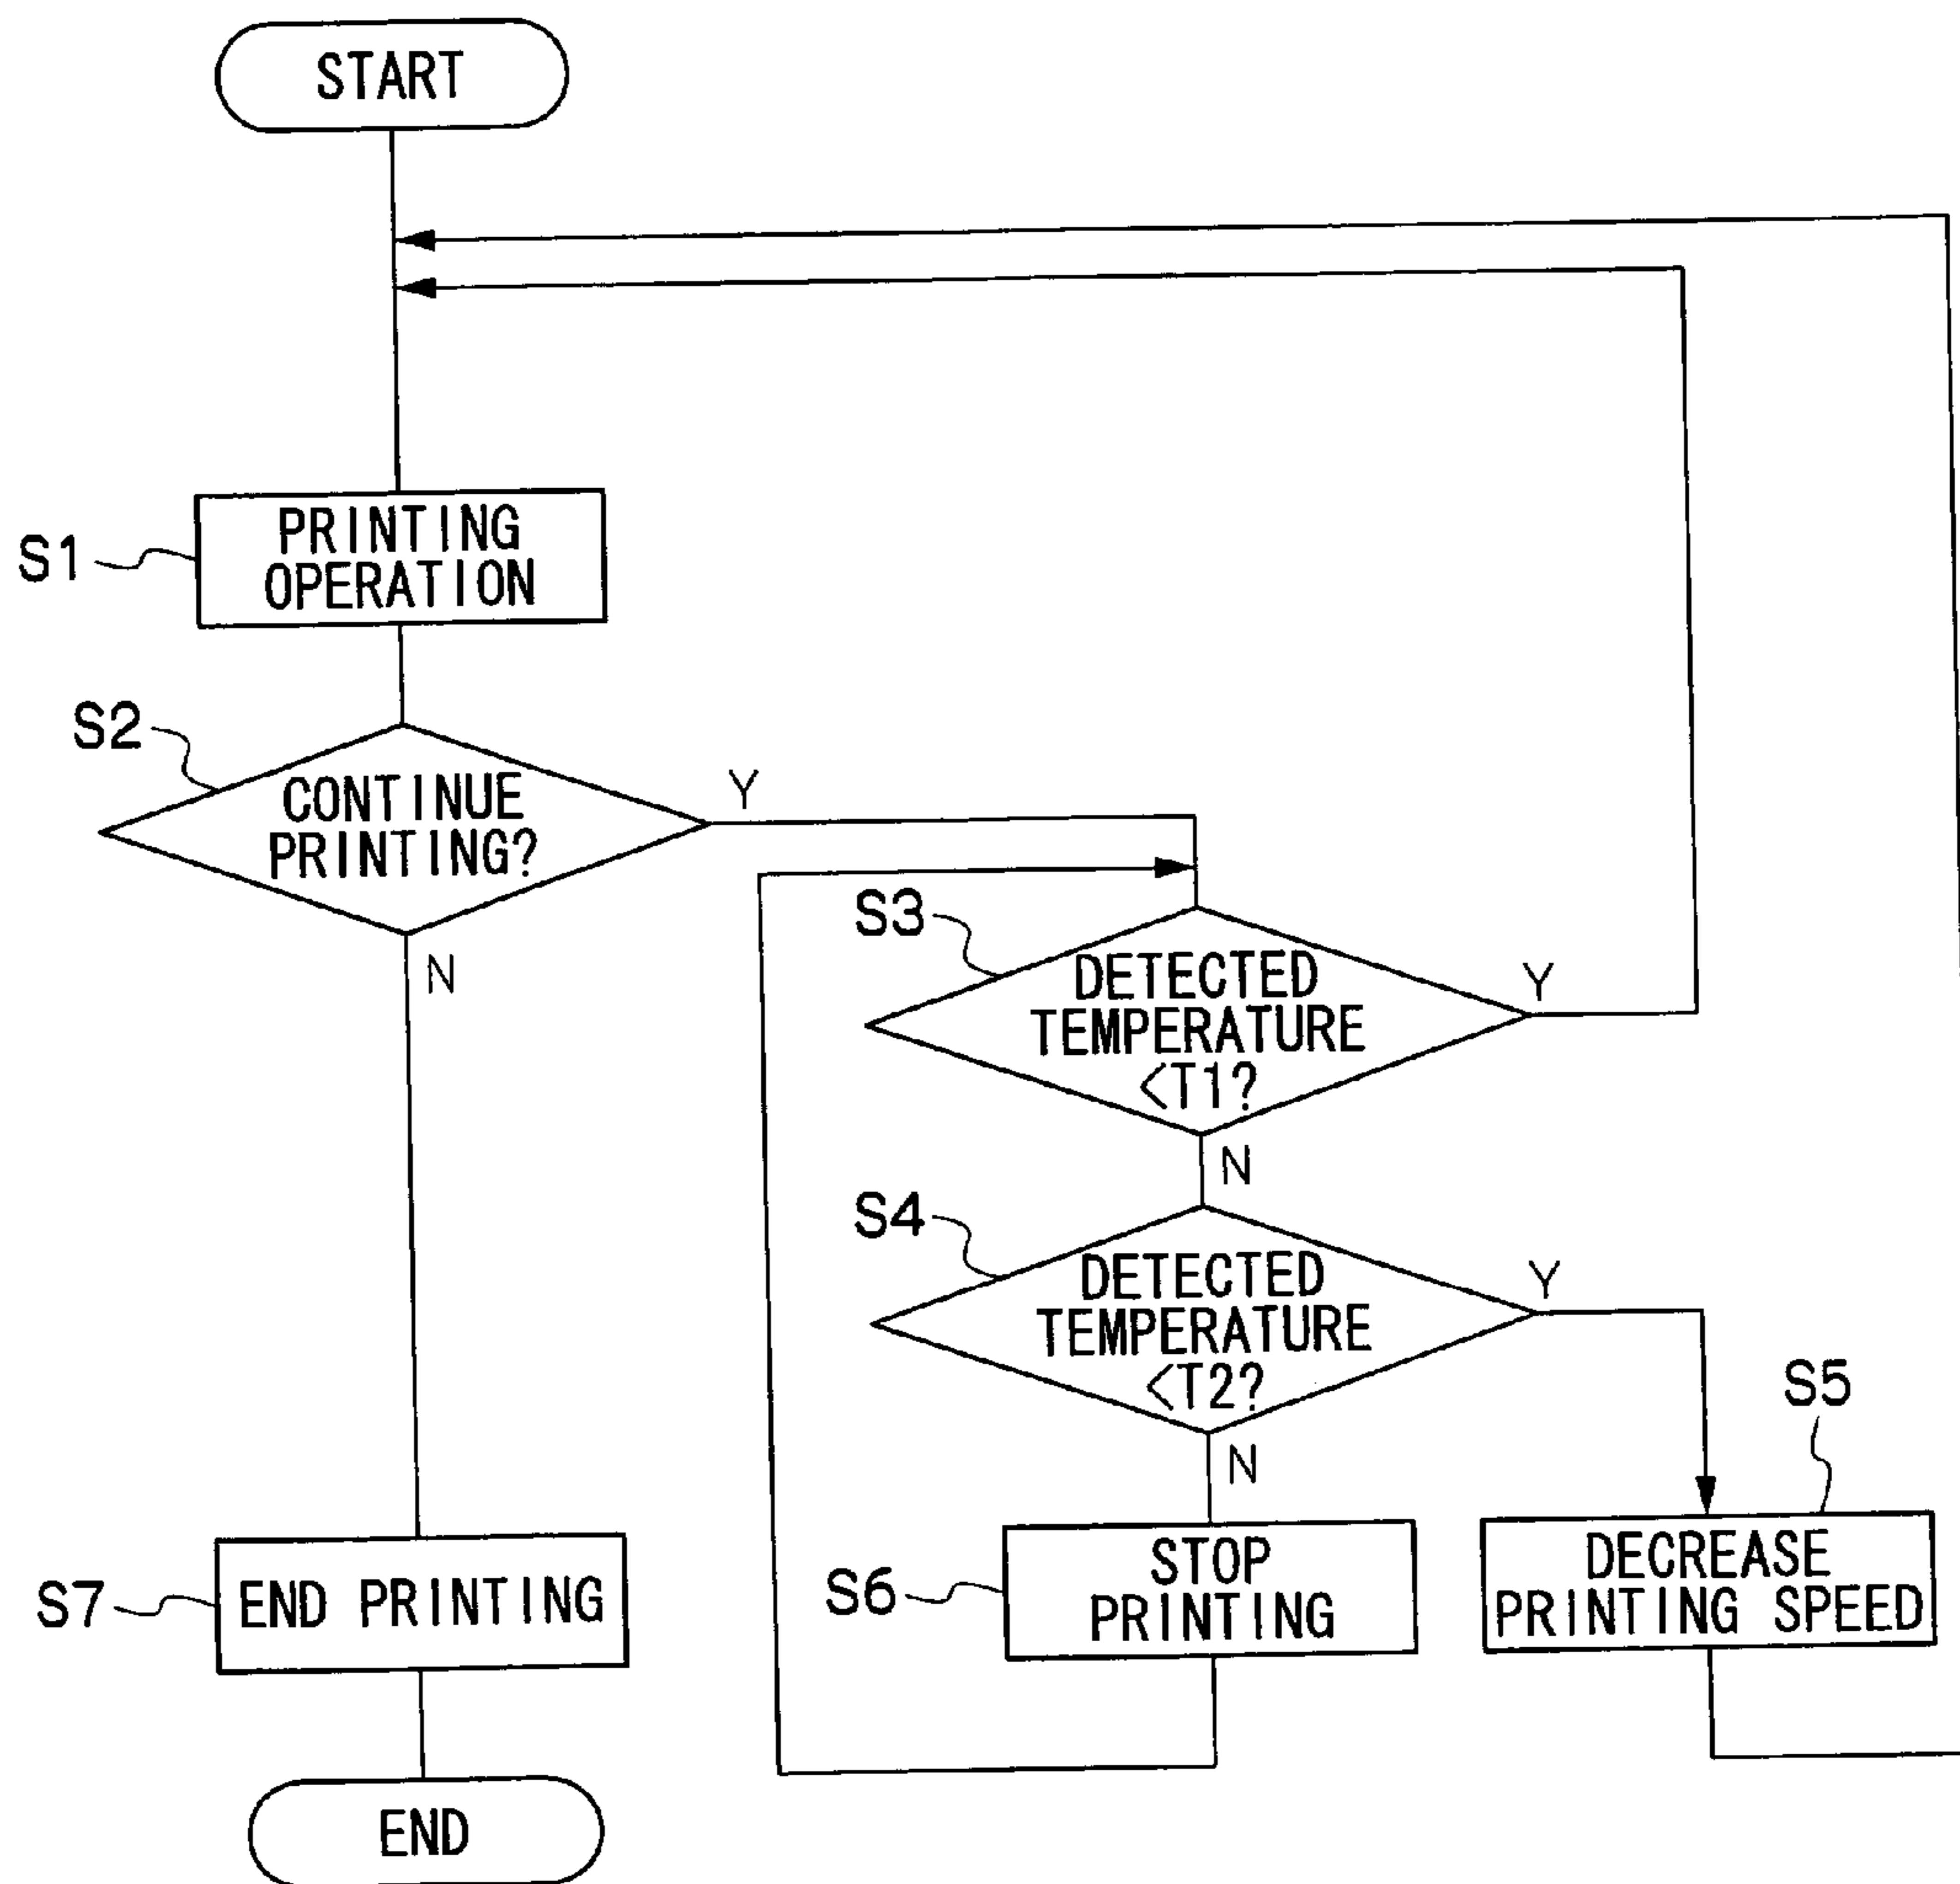 START
S1
PRINTING
OPERATION
S2
CONTINUE
PRINTING?
Y
N
S3
DETECTED
TEMPERATURE
<T1?
Y
N
S4
DETECTED
TEMPERATURE
<T2?
Y
N
S5
DECREASE
PRINTING SPEED
S6
STOP
PRINTING
S7
END PRINTING
END